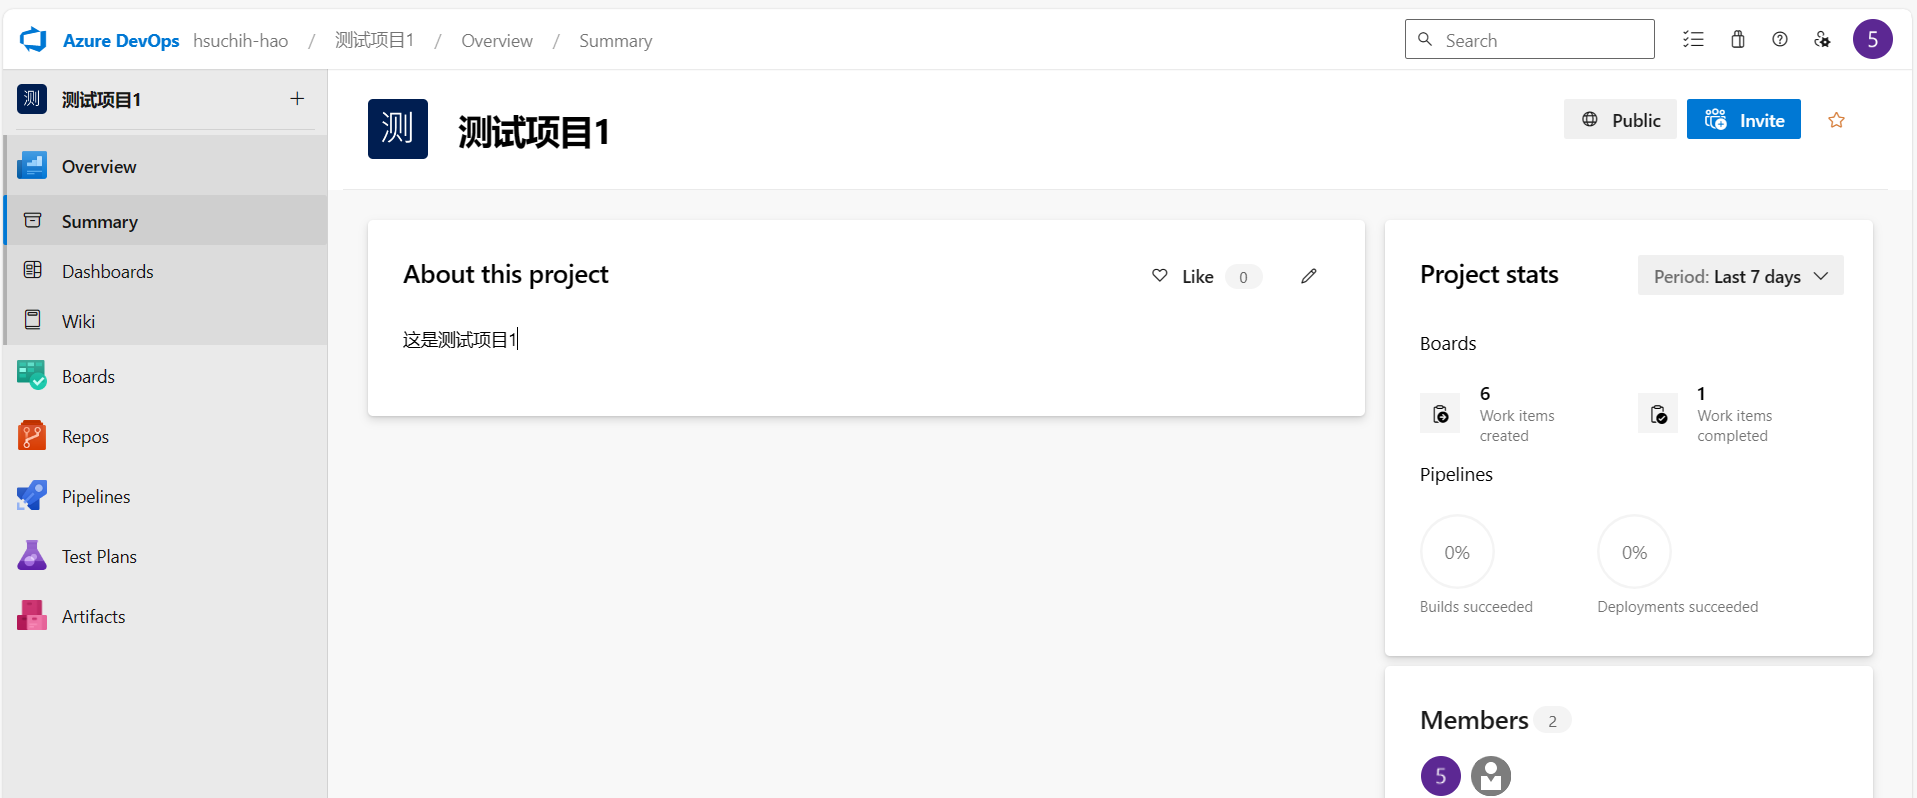 Azure DevOps hsuchih-hao / 测试项目1 / Overview / Summary
Search
5
测 测试项目1 +
Overview
Summary
Dashboards
Wiki
Boards
Repos
Pipelines
Test Plans
Artifacts
测 测试项目1
Public
Invite
About this project
Like 0
这是测试项目1
Project stats
Period: Last 7 days
Boards
6
Work items
created
1
Work items
completed
Pipelines
0%
Builds succeeded
0%
Deployments succeeded
Members 2
5